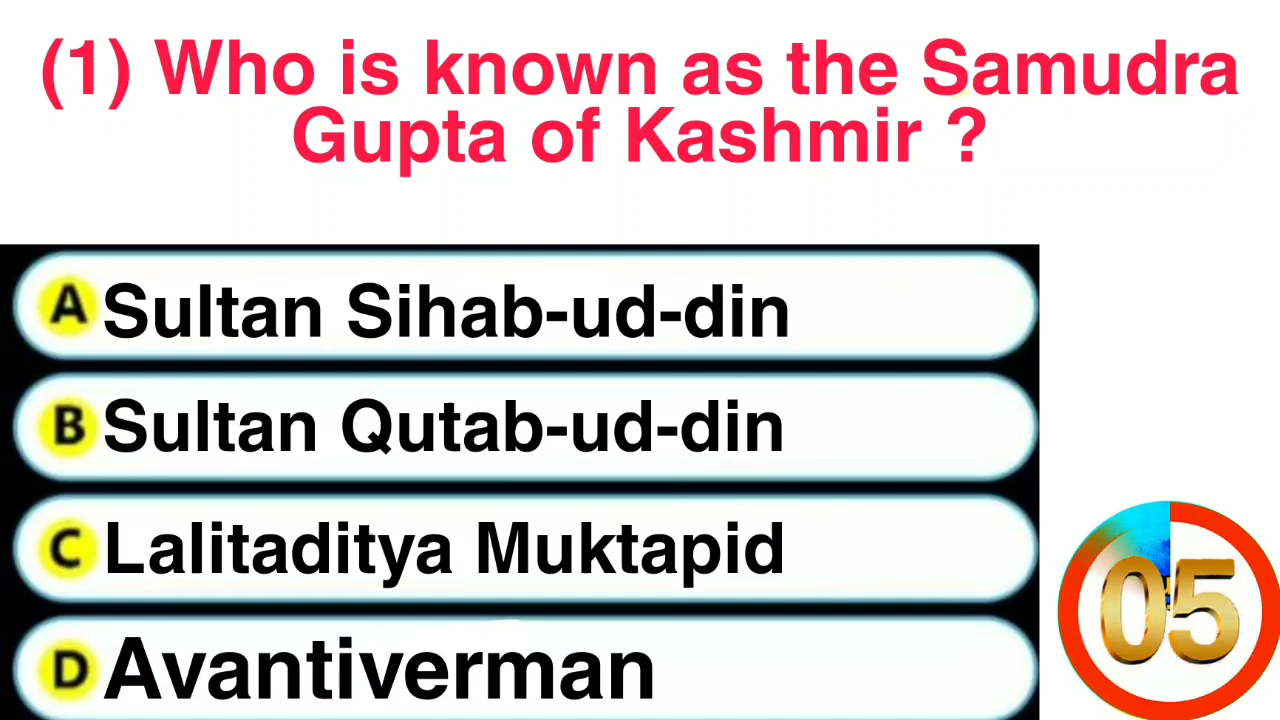 (1) Who is known as the Samudra
Gupta of Kashmir ?
A Sultan Sihab-ud-din
B Sultan Qutab-ud-din
C Lalitaditya Muktapid
D Avantiverman
05